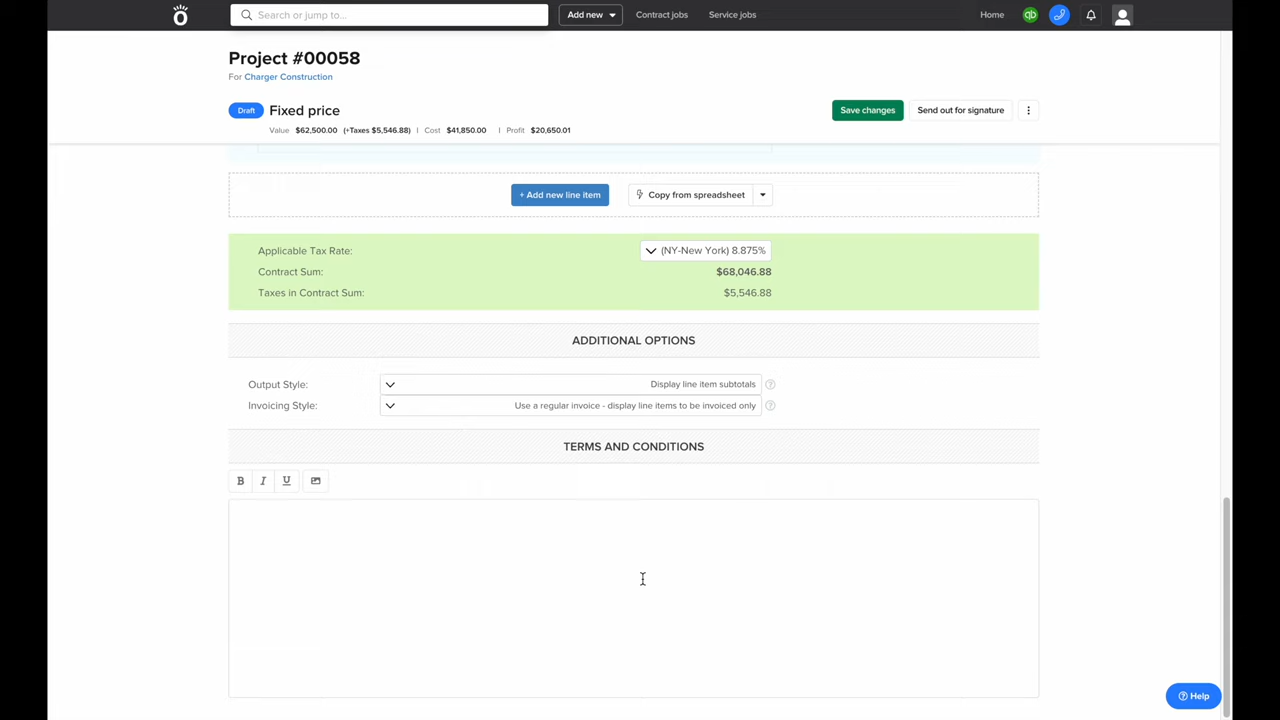 Search or jump to...
Add new
Contract jobs
Service jobs
Home
qb
Project #00058
For Charger Construction
Draft
Fixed price
Value $62,500.00 (+Taxes $5,546.88) | Cost $41,850.00 | Profit $20,650.01
Save changes
Send out for signature
+ Add new line item
Copy from spreadsheet
Applicable Tax Rate:
(NY-New York) 8.875%
Contract Sum:
$68,046.88
Taxes in Contract Sum:
$5,546.88
ADDITIONAL OPTIONS
Output Style:
Display line item subtotals
Invoicing Style:
Use a regular invoice - display line items to be invoiced only
TERMS AND CONDITIONS
B I U
Help